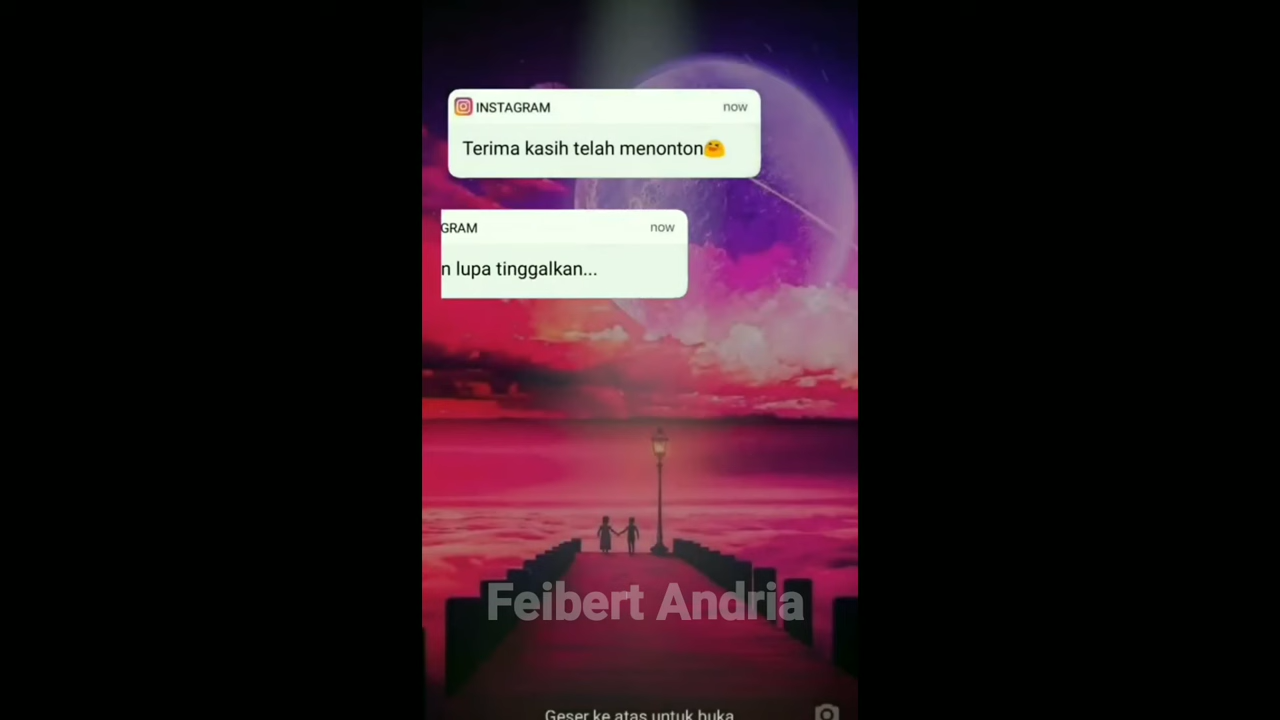 INSTAGRAM now
Terima kasih telah menonton😄
GRAM now
n lupa tinggalkan...
Feibert Andria
Geser ke atas untuk buka